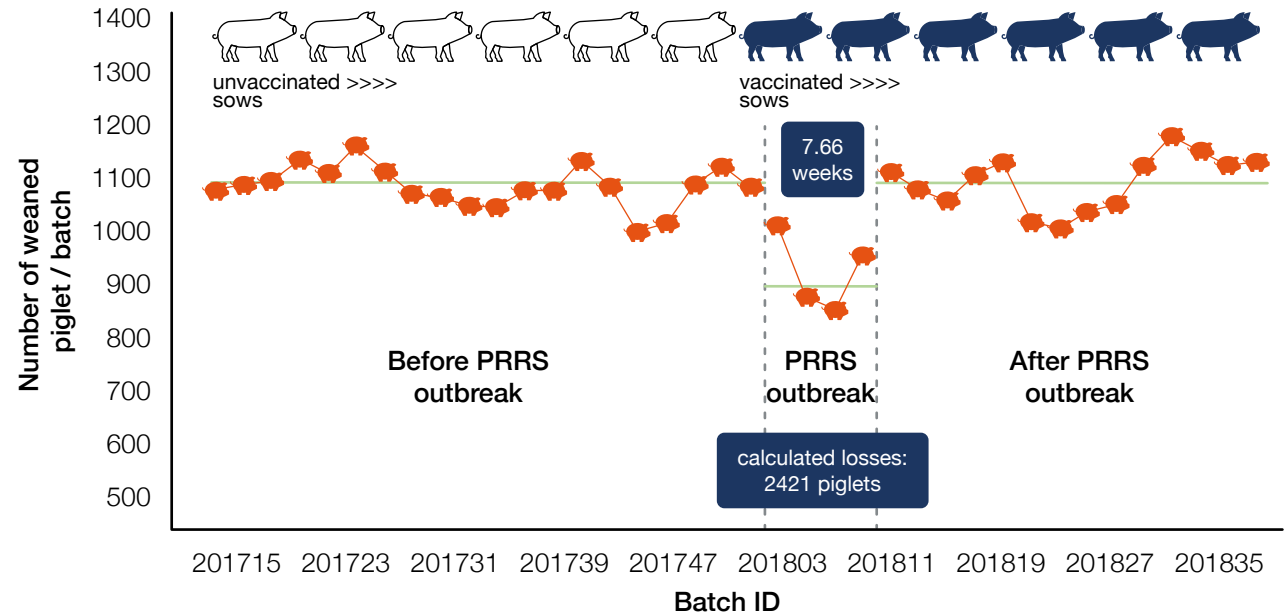 1400
1300
1200
1100
1000
900
800
700
600
500
Number of weaned
piglet / batch
unvaccinated >>>>
sows
vaccinated >>>>
sows
7.66
weeks
Before PRRS
outbreak
PRRS
outbreak
After PRRS
outbreak
calculated losses:
2421 piglets
201715 201723 201731 201739 201747 201803 201811 201819 201827 201835
Batch ID